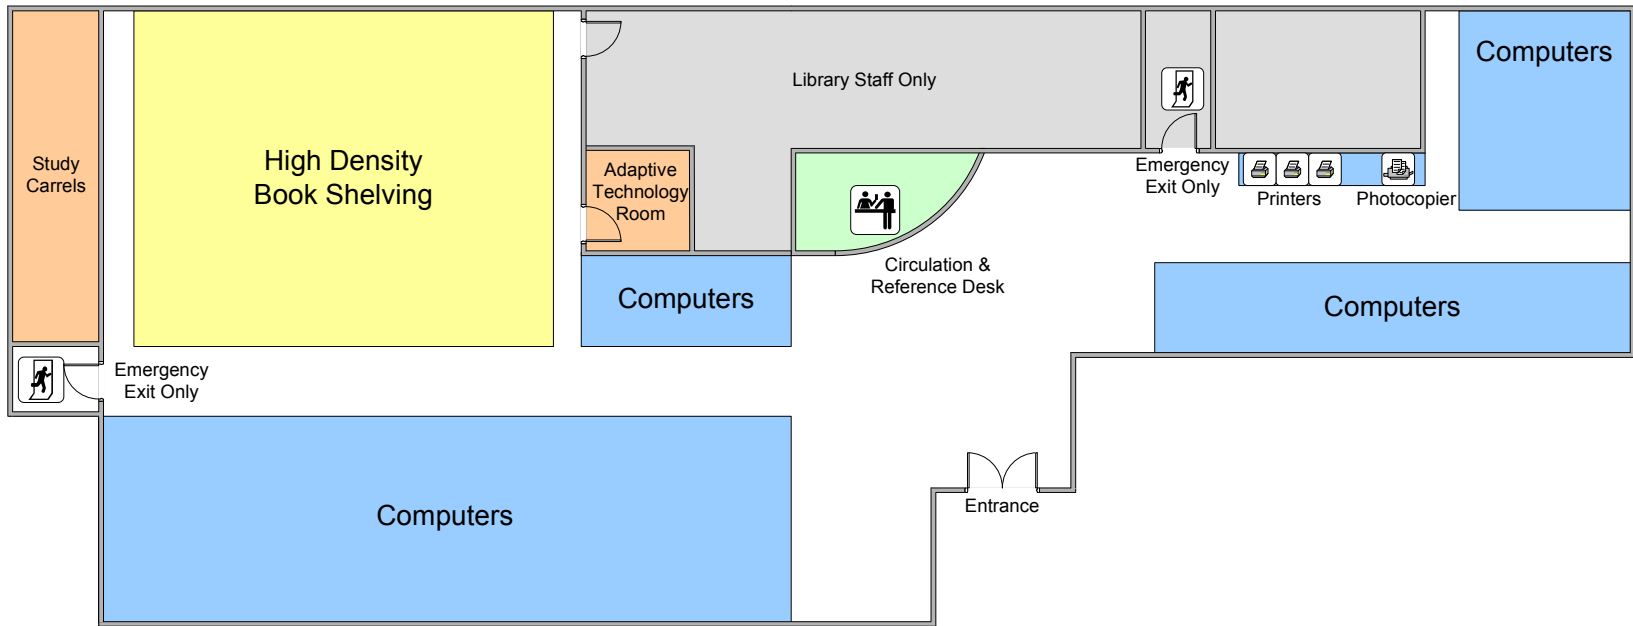 Computers
Library Staff Only
Study
Carrels
High Density
Book Shelving
Adaptive
Technology
Room
Emergency
Exit Only
Printers
Photocopier
Circulation &
Reference Desk
Computers
Computers
Emergency
Exit Only
Computers
Entrance